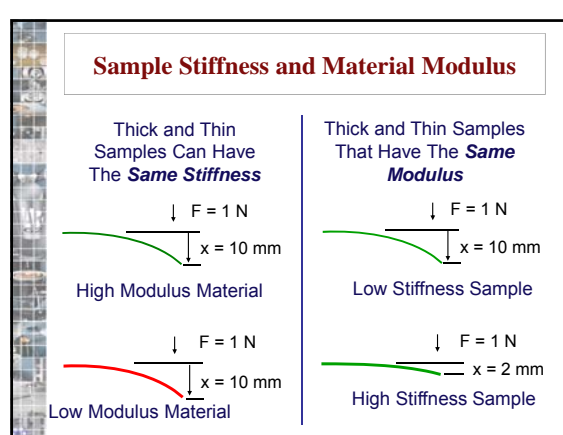 Sample Stiffness and Material Modulus
Thick and Thin
Samples Can Have
The Same Stiffness
F = 1 N
x = 10 mm
High Modulus Material
F = 1 N
x = 10 mm
Low Modulus Material
Thick and Thin Samples
That Have The Same
Modulus
F = 1 N
x = 10 mm
Low Stiffness Sample
F = 1 N
x = 2 mm
High Stiffness Sample